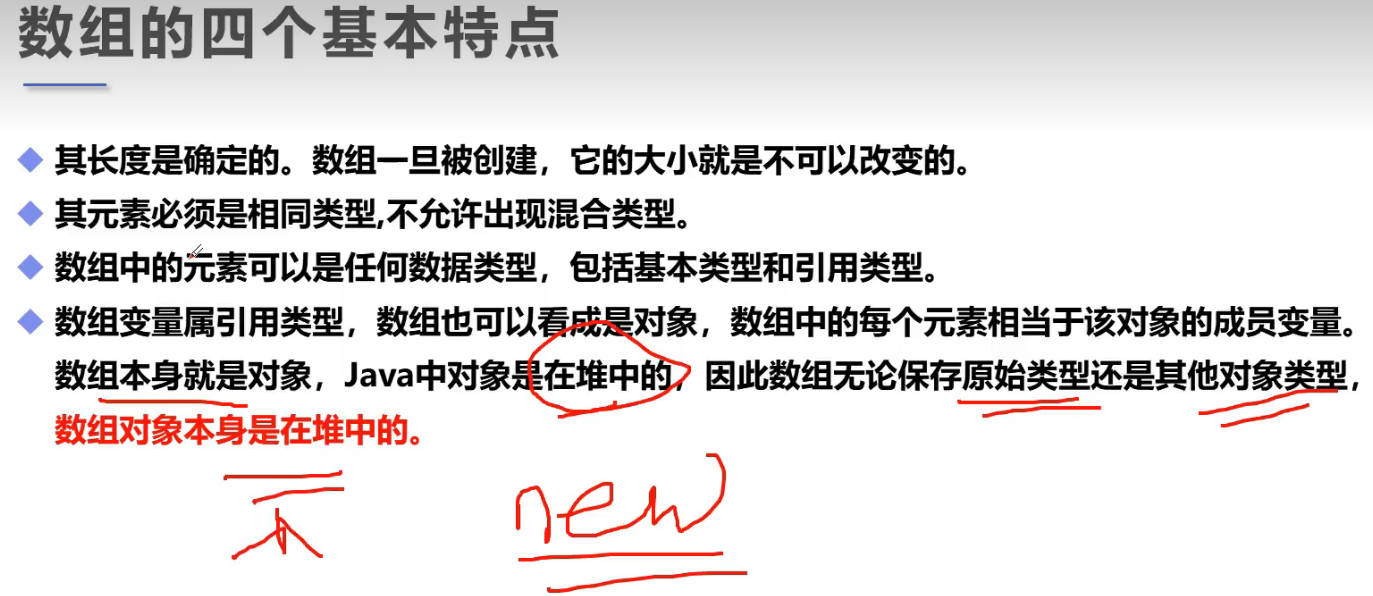 数组的四个基本特点
其长度是确定的。数组一旦被创建，它的大小就是不可以改变的。
其元素必须是相同类型,不允许出现混合类型。
数组中的元素可以是任何数据类型，包括基本类型和引用类型。
数组变量属引用类型，数组也可以看成是对象，数组中的每个元素相当于该对象的成员变量。
数组本身就是对象，Java中对象是在堆中的，因此数组无论保存原始类型还是其他对象类型，
数组对象本身是在堆中的。
new